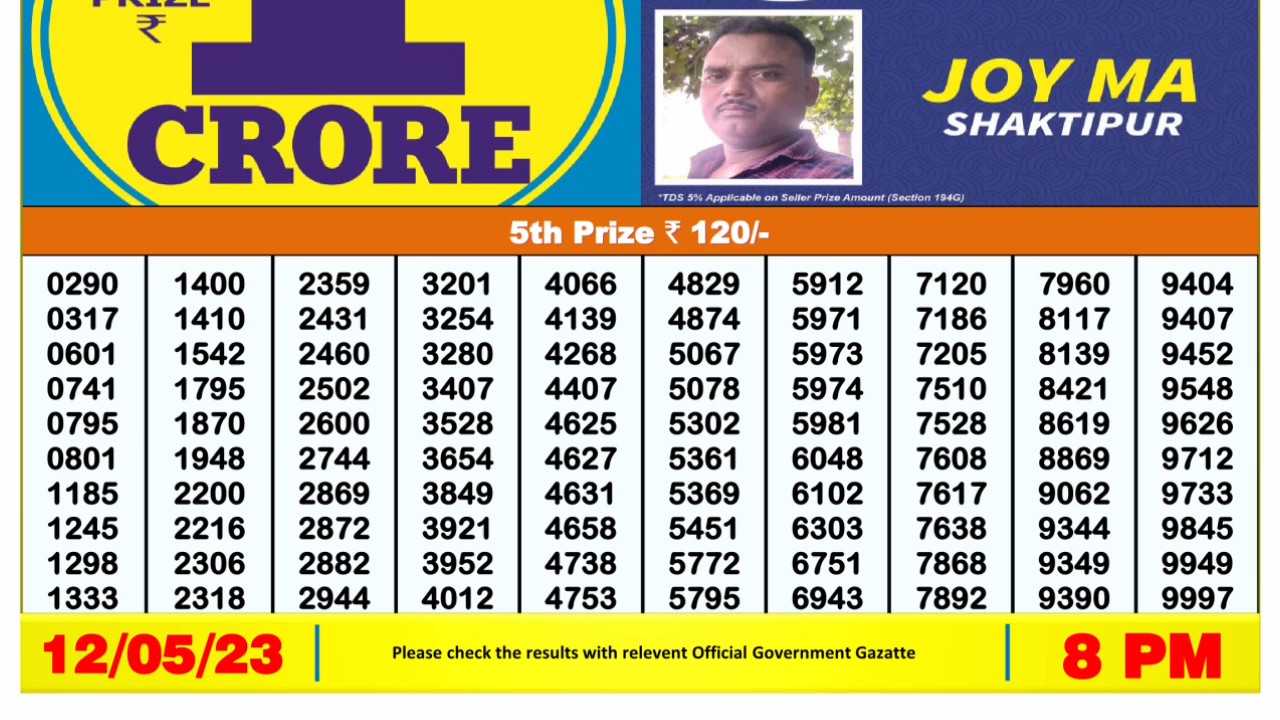 PRIZE
₹
1
CRORE
JOY MA
SHAKTIPUR
*TDS 5% Applicable on Seller Prize Amount (Section 194G)
5th Prize ₹ 120/-
0290 1400 2359 3201 4066 4829 5912 7120 7960 9404
0317 1410 2431 3254 4139 4874 5971 7186 8117 9407
0601 1542 2460 3280 4268 5067 5973 7205 8139 9452
0741 1795 2502 3407 4407 5078 5974 7510 8421 9548
0795 1870 2600 3528 4625 5302 5981 7528 8619 9626
0801 1948 2744 3654 4627 5361 6048 7608 8869 9712
1185 2200 2869 3849 4631 5369 6102 7617 9062 9733
1245 2216 2872 3921 4658 5451 6303 7638 9344 9845
1298 2306 2882 3952 4738 5772 6751 7868 9349 9949
1333 2318 2944 4012 4753 5795 6943 7892 9390 9997
12/05/23
Please check the results with relevent Official Government Gazatte
8 PM